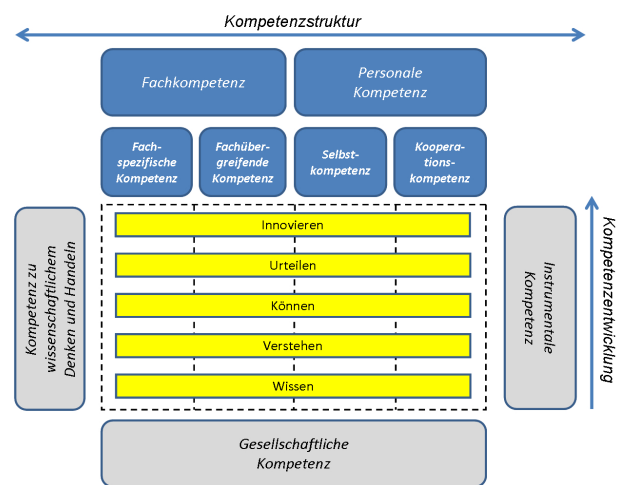 Kompetenzstruktur
Fachkompetenz
Personale
Kompetenz
Fach-
spezifische
Kompetenz
Fachüber-
greifende
Kompetenz
Selbst-
kompetenz
Koopera-
tions-
kompetenz
Kompetenz zu
wissenschaftlichem
Denken und Handeln
Innovieren
Urteilen
Können
Verstehen
Wissen
Instrumentale
Kompetenz
Kompetenzentwicklung
Gesellschaftliche
Kompetenz